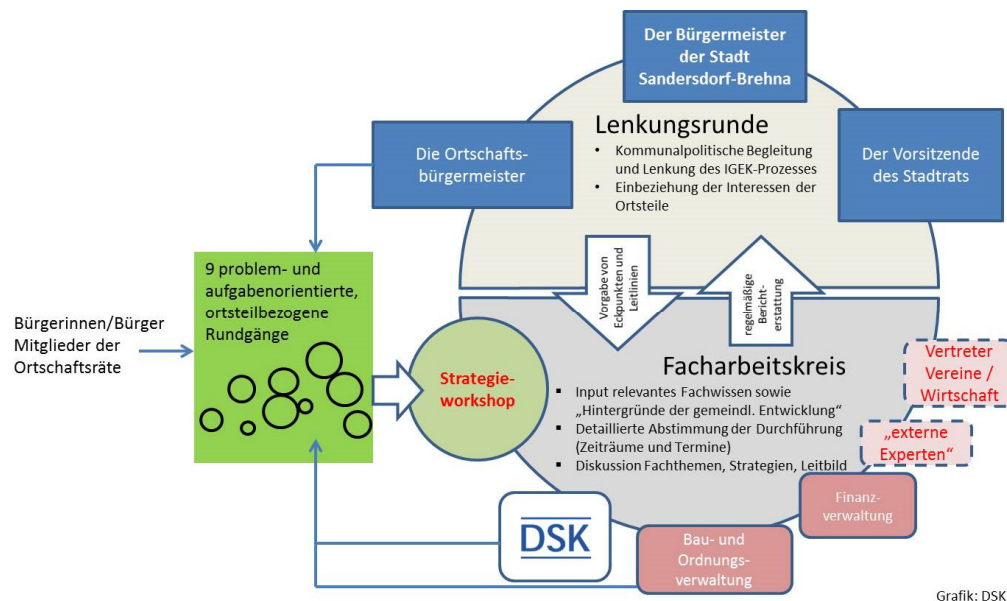 Der Bürgermeister
der Stadt
Sandersdorf-Brehna
Die Ortschafts-
bürgermeister
Der Vorsitzende
des Stadtrats
Lenkungsrunde
• Kommunalpolitische Begleitung
und Lenkung des IGEK-Prozesses
• Einbeziehung der Interessen der
Ortsteile
Vorgabe von
Eckpunkten und
Leitlinien
regelmäßige
Bericht-
erstattung
Bürgerinnen/Bürger
Mitglieder der
Ortschaftsräte
9 problem- und
aufgabenorientierte,
ortsteilbezogene
Rundgänge
Strategie-
workshop
Facharbeitskreis
▪ Input relevantes Fachwissen sowie
„Hintergründe der gemeindl. Entwicklung“
▪ Detaillierte Abstimmung der Durchführung
(Zeiträume und Termine)
▪ Diskussion Fachthemen, Strategien, Leitbild
Vertreter
Vereine /
Wirtschaft
„externe
Experten“
Finanz-
verwaltung
Bau- und
Ordnungs-
verwaltung
DSK
Grafik: DSK